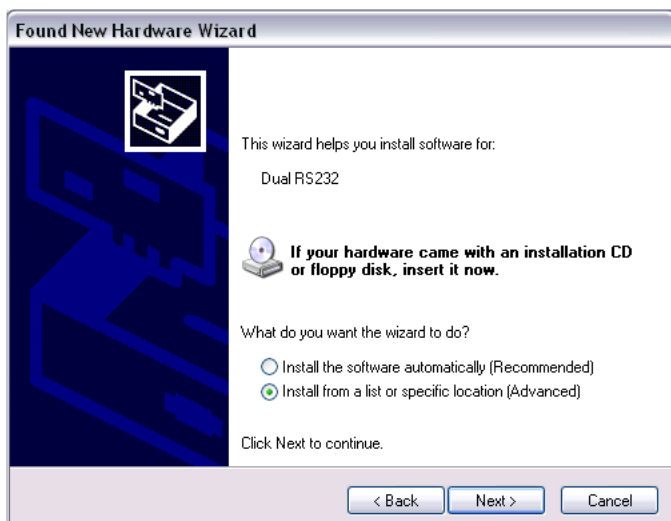 Found New Hardware Wizard
This wizard helps you install software for:
Dual RS232
If your hardware came with an installation CD
or floppy disk, insert it now.
What do you want the wizard to do?
Install the software automatically (Recommended)
Install from a list or specific location (Advanced)
Click Next to continue.
< Back
Next >
Cancel